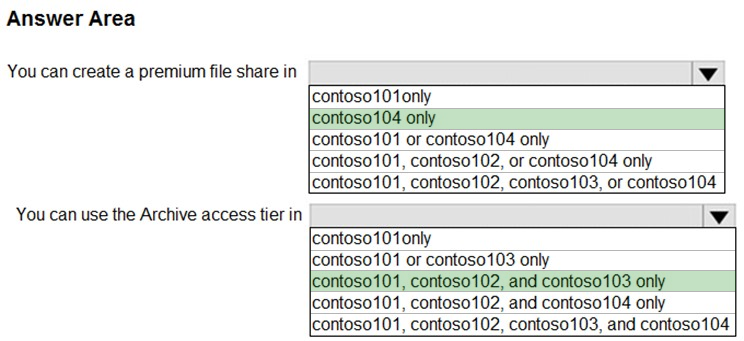 Answer Area
You can create a premium file share in
contoso101only
contoso104 only
contoso101 or contoso104 only
contoso101, contoso102, or contoso104 only
contoso101, contoso102, contoso103, or contoso104
You can use the Archive access tier in
contoso101only
contoso101 or contoso103 only
contoso101, contoso102, and contoso103 only
contoso101, contoso102, and contoso104 only
contoso101, contoso102, contoso103, and contoso104